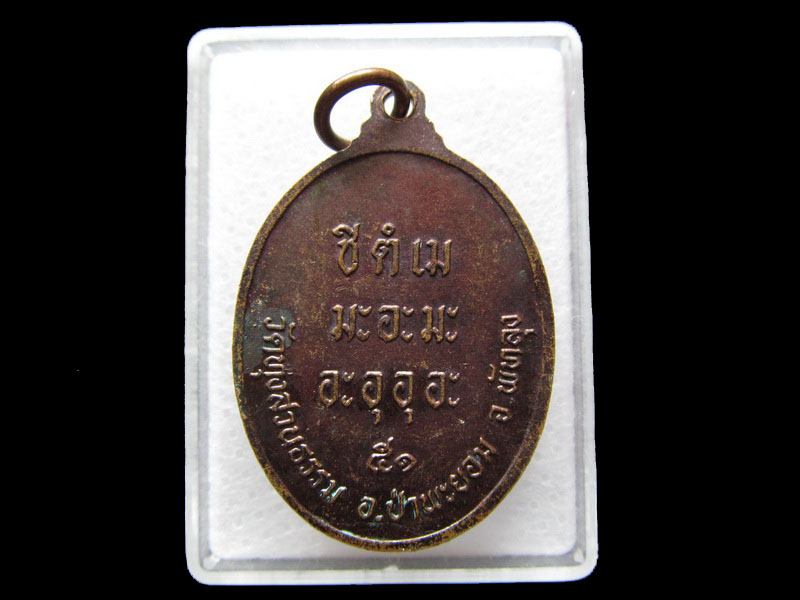 ชิตํเม
มะอะมะ
อะอุอุอะ
๕๑
วัดทุ่งสวนธรรม อ.ป่าพะยอม จ.พัทลุง